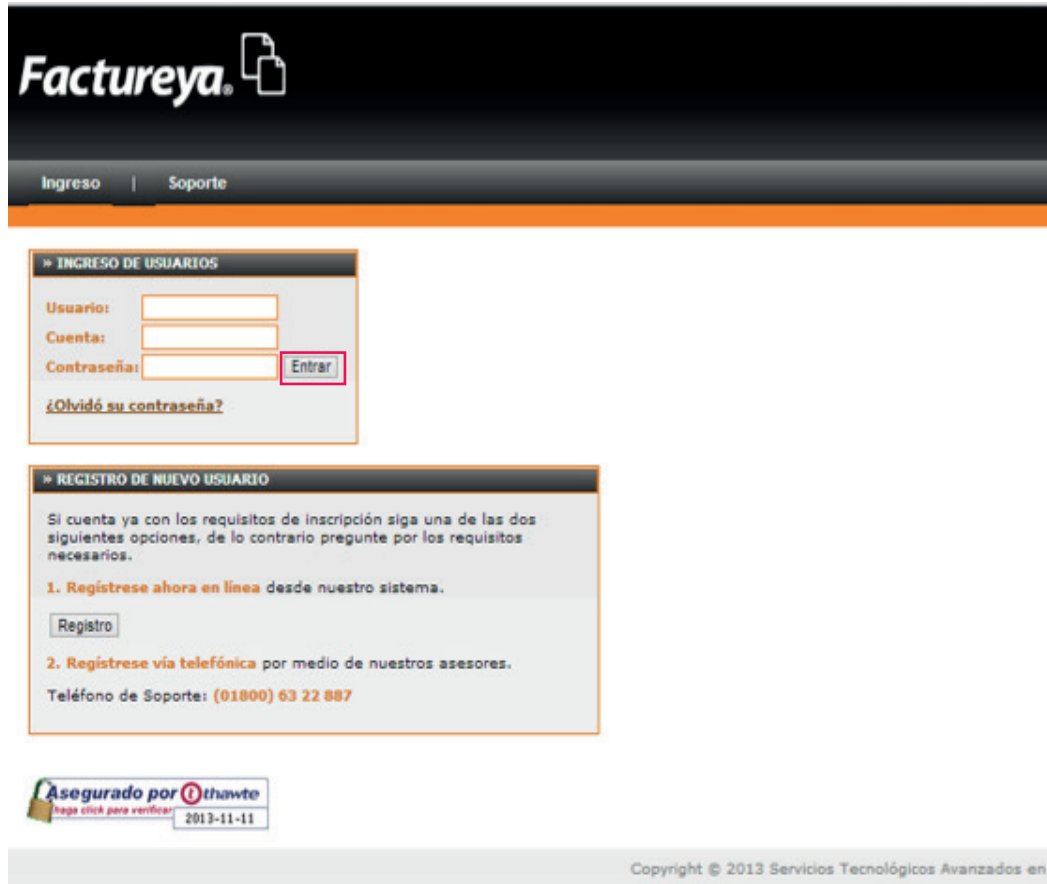 Factureya.®
Ingreso | Soporte
» INGRESO DE USUARIOS
Usuario:
Cuenta:
Contraseña: Entrar
¿Olvidó su contraseña?
» REGISTRO DE NUEVO USUARIO
Si cuenta ya con los requisitos de inscripción siga una de las dos
siguientes opciones, de lo contrario pregunte por los requisitos
necesarios.
1. Regístrese ahora en línea desde nuestro sistema.
Registro
2. Regístrese vía telefónica por medio de nuestros asesores.
Teléfono de Soporte: (01800) 63 22 887
Asegurado por thawte
haga click para verificar
2013-11-11
Copyright © 2013 Servicios Tecnológicos Avanzados en